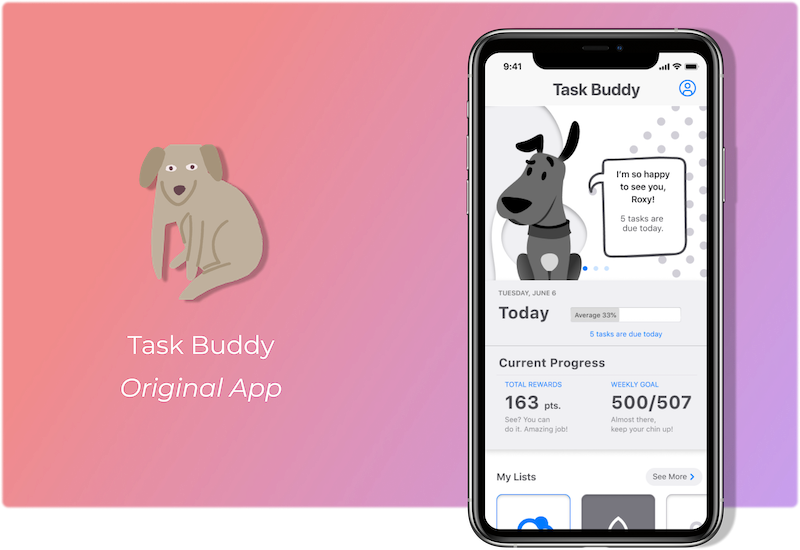 Task Buddy
Original App
9:41
Task Buddy
I'm so happy
to see you,
Roxy!
5 tasks are
due today.
TUESDAY, JUNE 6
Today
Average 33%
5 tasks are due today
Current Progress
TOTAL REWARDS
163 pts.
See? You can
do it. Amazing job!
WEEKLY GOAL
500/507
Almost there,
keep your chin up!
My Lists
See More